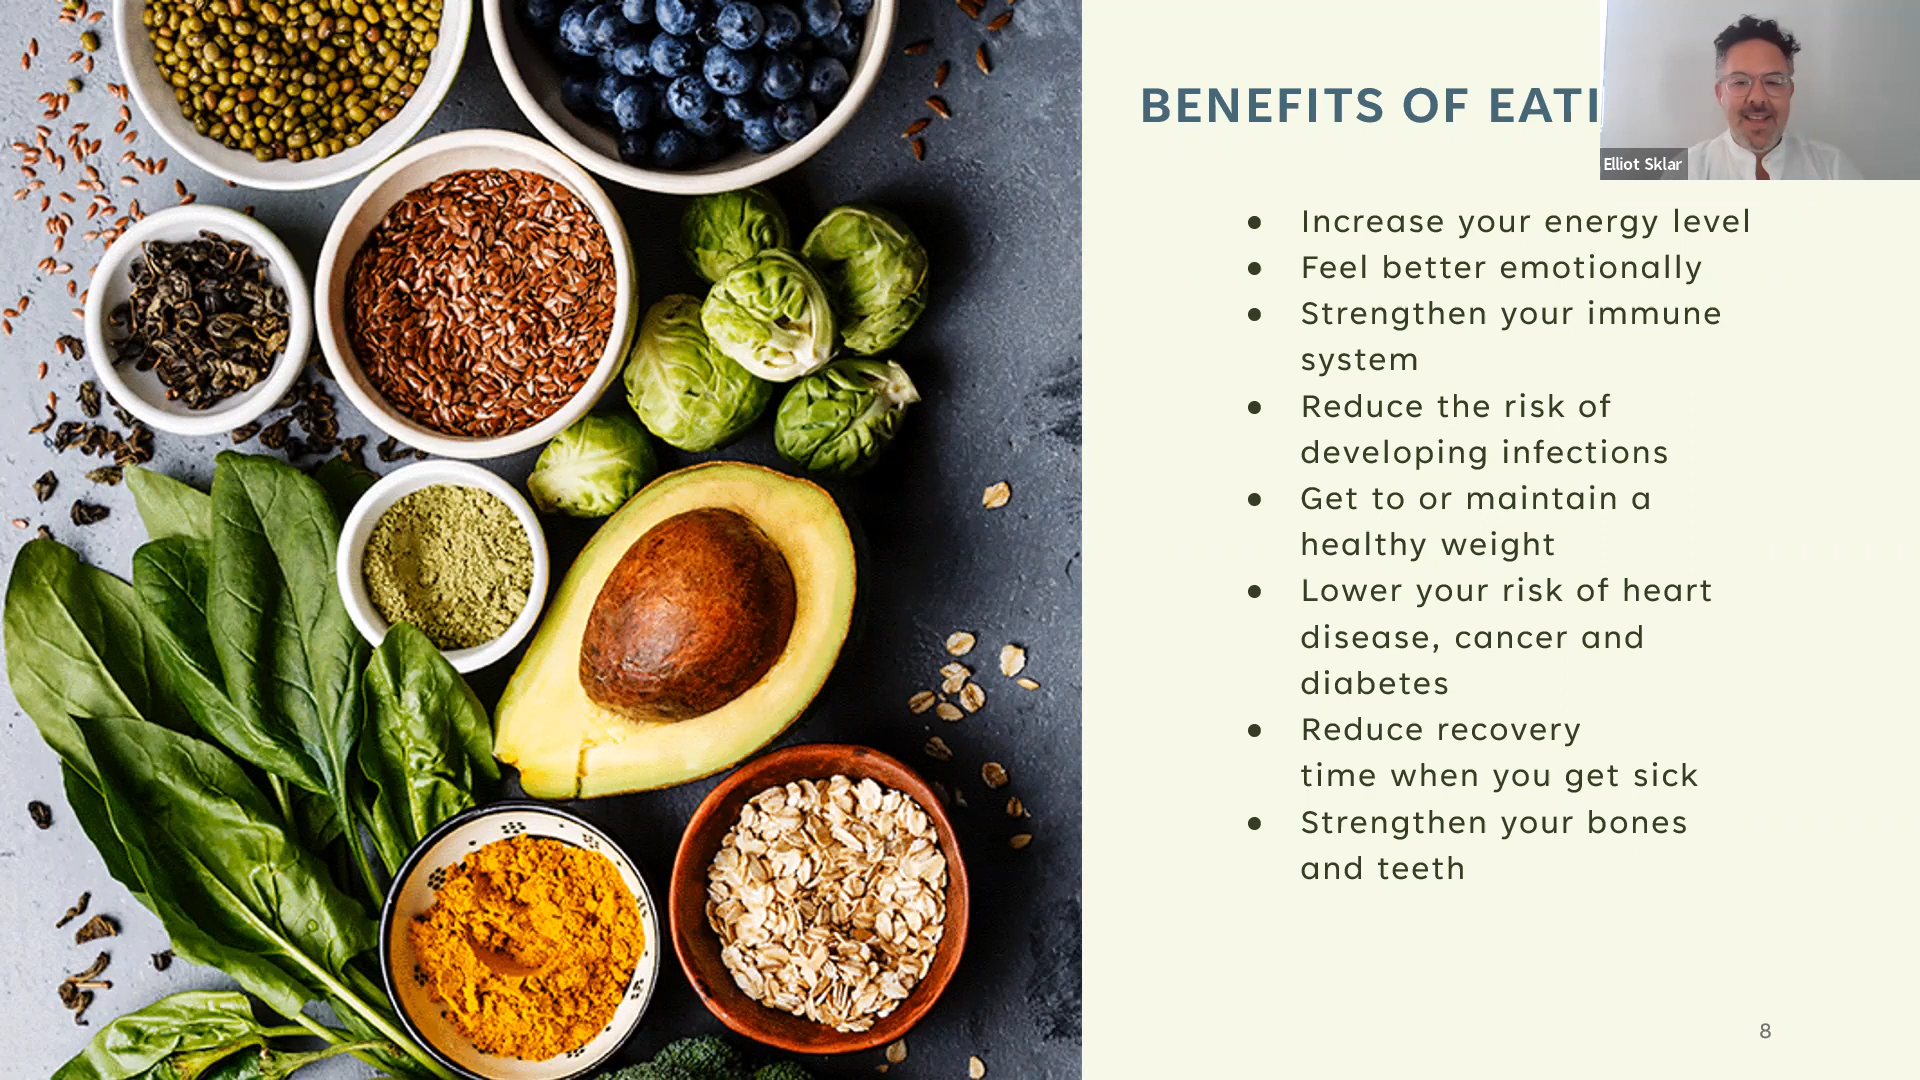 BENEFITS OF EATI
Elliot Sklar
● Increase your energy level
● Feel better emotionally
● Strengthen your immune
system
● Reduce the risk of
developing infections
● Get to or maintain a
healthy weight
● Lower your risk of heart
disease, cancer and
diabetes
● Reduce recovery
time when you get sick
● Strengthen your bones
and teeth
8